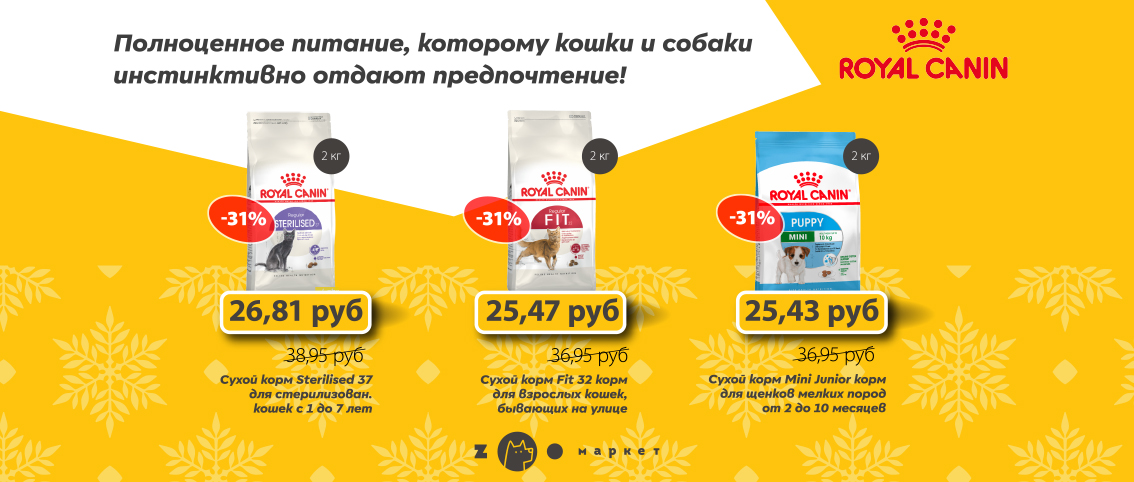 Полноценное питание, которому кошки и собаки
инстинктивно отдают предпочтение!
ROYAL CANIN
2 кг
ROYAL CANIN
-31%
Regular
STERILISED
26,81 руб
38,95 руб
Сухой корм Sterilised 37
для стерилизован.
кошек с 1 до 7 лет
2 кг
ROYAL CANIN
-31%
Regular
FIT
25,47 руб
36,95 руб
Сухой корм Fit 32 корм
для взрослых кошек,
бывающих на улице
2 кг
ROYAL CANIN
-31%
PUPPY
MINI
10 kg
25,43 руб
36,95 руб
Сухой корм Mini Junior корм
для щенков мелких пород
от 2 до 10 месяцев
маркет